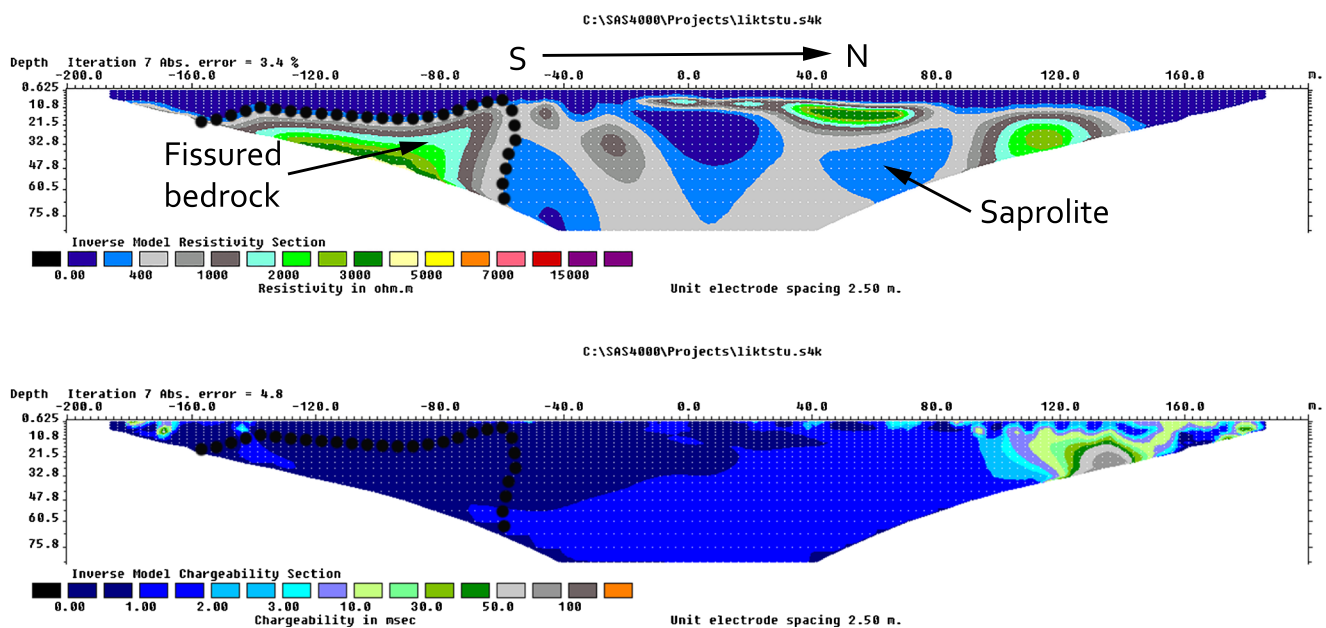 C:\SAS4000\Projects\liktstu.s4k
S N
Depth Iteration 7 Abs. error = 3.4 %
-200.0 -160.0 -120.0 -80.0 -40.0 0.0 40.0 80.0 120.0 160.0 m.
0.625
10.8
21.5
32.8
47.8
60.5
75.8
Fissured
bedrock
Saprolite
Inverse Model Resistivity Section
0.00 400 1000 2000 3000 5000 7000 15000
Resistivity in ohm.m
Unit electrode spacing 2.50 m.
C:\SAS4000\Projects\liktstu.s4k
Depth Iteration 7 Abs. error = 4.8
-200.0 -160.0 -120.0 -80.0 -40.0 0.0 40.0 80.0 120.0 160.0 m.
0.625
10.8
21.5
32.8
47.8
60.5
75.8
Inverse Model Chargeability Section
0.00 1.00 2.00 3.00 10.0 30.0 50.0 100
Chargeability in msec
Unit electrode spacing 2.50 m.